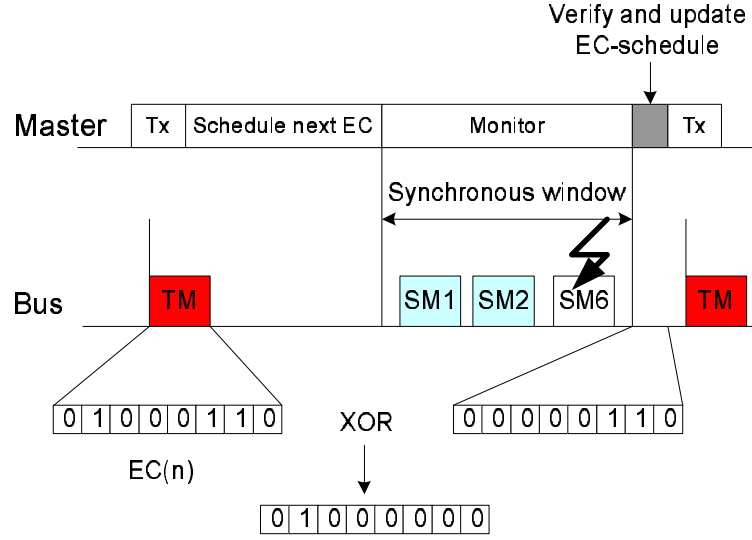 Verify and update
EC-schedule
Master
Tx
Schedule next EC
Monitor
Tx
Synchronous window
Bus
TM
SM1
SM2
SM6
TM
0 1 0 0 0 1 1 0
0 0 0 0 0 1 1 0
XOR
EC(n)
0 1 0 0 0 0 0 0